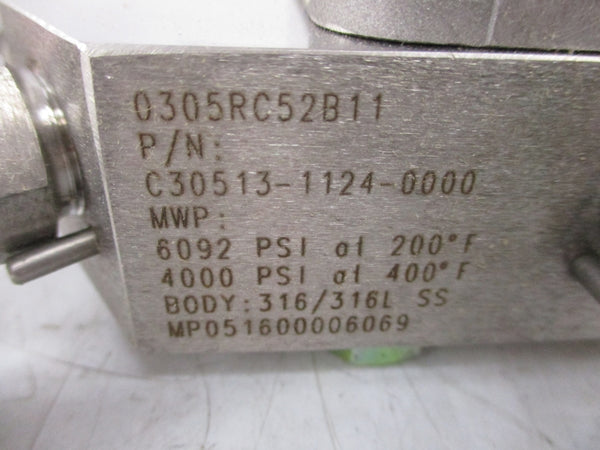 0305RC52B11
P/N:
C30513-1124-0000
MWP:
6092 PSI at 200°F
4000 PSI at 400°F
BODY: 316/316L SS
MP051600006069